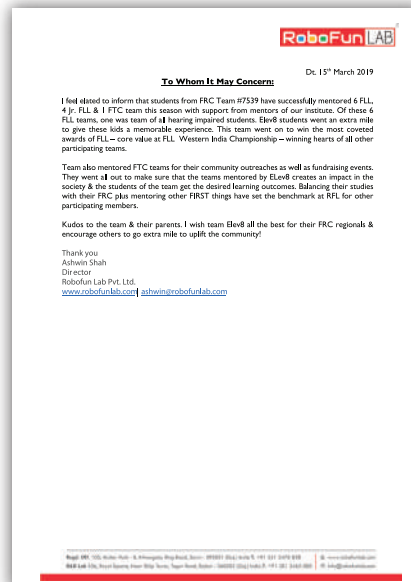 RoboFun LAB
Dt. 15th March 2019
To Whom It May Concern:
I feel elated to inform that students from FRC Team #7539 have successfully mentored 6 FLL,
4 Jr. FLL & 1 FTC team this season with support from mentors of our institute. Of these 6
FLL teams, one was team of all hearing impaired students. Elev8 students went an extra mile
to give these kids a memorable experience. This team went on to win the most coveted
awards of FLL – core value at FLL Western India Championship – winning hearts of all other
participating teams.
Team also mentored FTC teams for their community outreaches as well as fundraising events.
They went all out to make sure that the teams mentored by ELev8 creates an impact in the
society & the students of the team get the desired learning outcomes. Balancing their studies
with their FRC plus mentoring other FIRST things have set the benchmark at RFL for other
participating members.
Kudos to the team & their parents. I wish team Elev8 all the best for their FRC regionals &
encourage others to go extra mile to uplift the community!
Thank you
Ashwin Shah
Director
Robofun Lab Pvt. Ltd.
www.robofunlab.com| ashwin@robofunlab.com